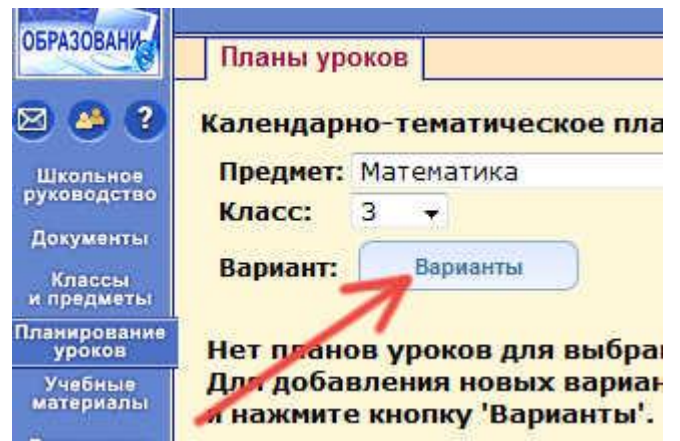 ОБРАЗОВАНИ
Планы уроков
?
Календарно-тематическое пла
Школьное
руководство
Предмет: Математика
Класс: 3
Документы
Вариант: Варианты
Классы
и предметы
Планирование
уроков
Нет планов уроков для выбра
Учебные
материалы
Для добавления новых вариан
и нажмите кнопку 'Варианты'.